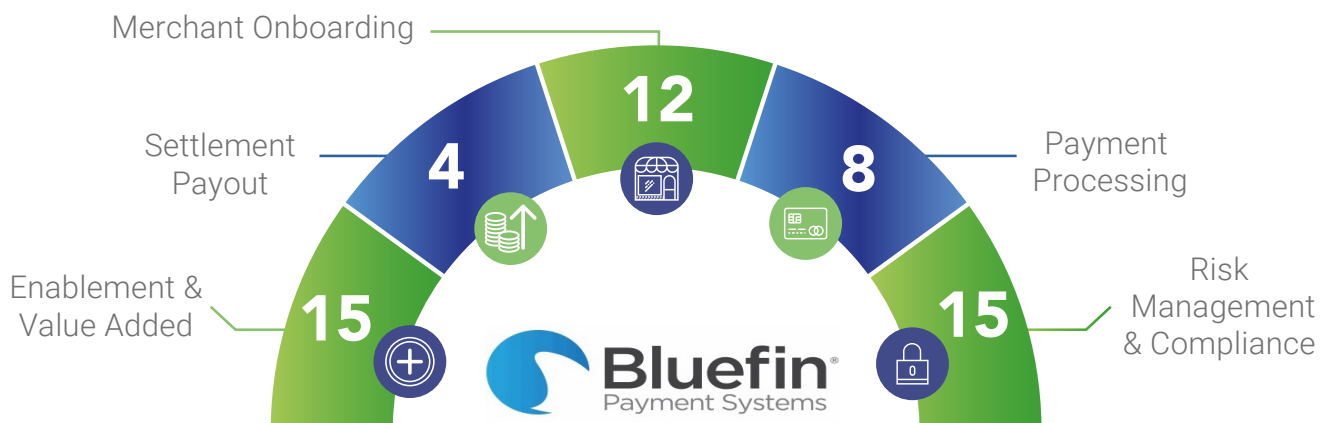 Merchant Onboarding
12
Settlement
Payout
4
8
Payment
Processing
Enablement &
Value Added
15
15
Risk
Management
& Compliance
0
Bluefin®
Payment Systems